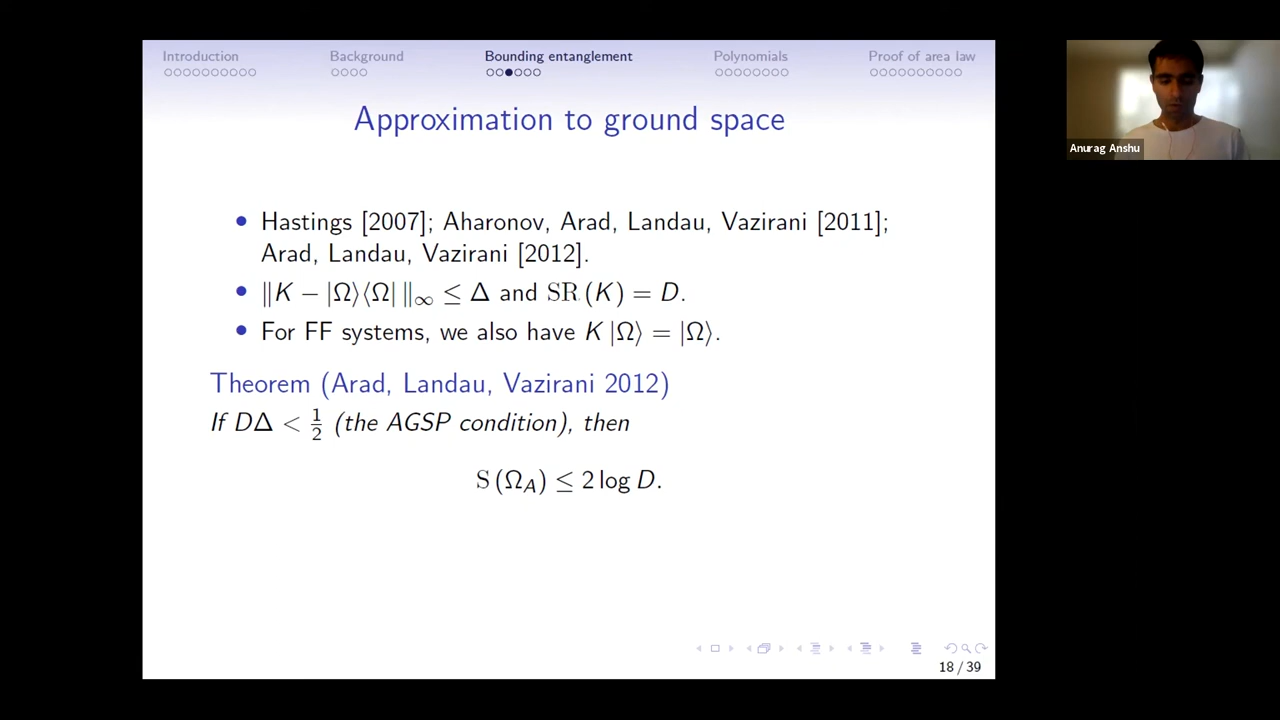 Introduction Background Bounding entanglement Polynomials Proof of area law
Approximation to ground space
• Hastings [2007]; Aharonov, Arad, Landau, Vazirani [2011];
Arad, Landau, Vazirani [2012].
• ∥K − |Ω⟩⟨Ω| ∥∞ ≤ Δ and SR (K) = D.
• For FF systems, we also have K |Ω⟩ = |Ω⟩.
Theorem (Arad, Landau, Vazirani 2012)
If DΔ < 1/2 (the AGSP condition), then
S (Ω_A) ≤ 2 log D.
18 / 39
Anurag Anshu